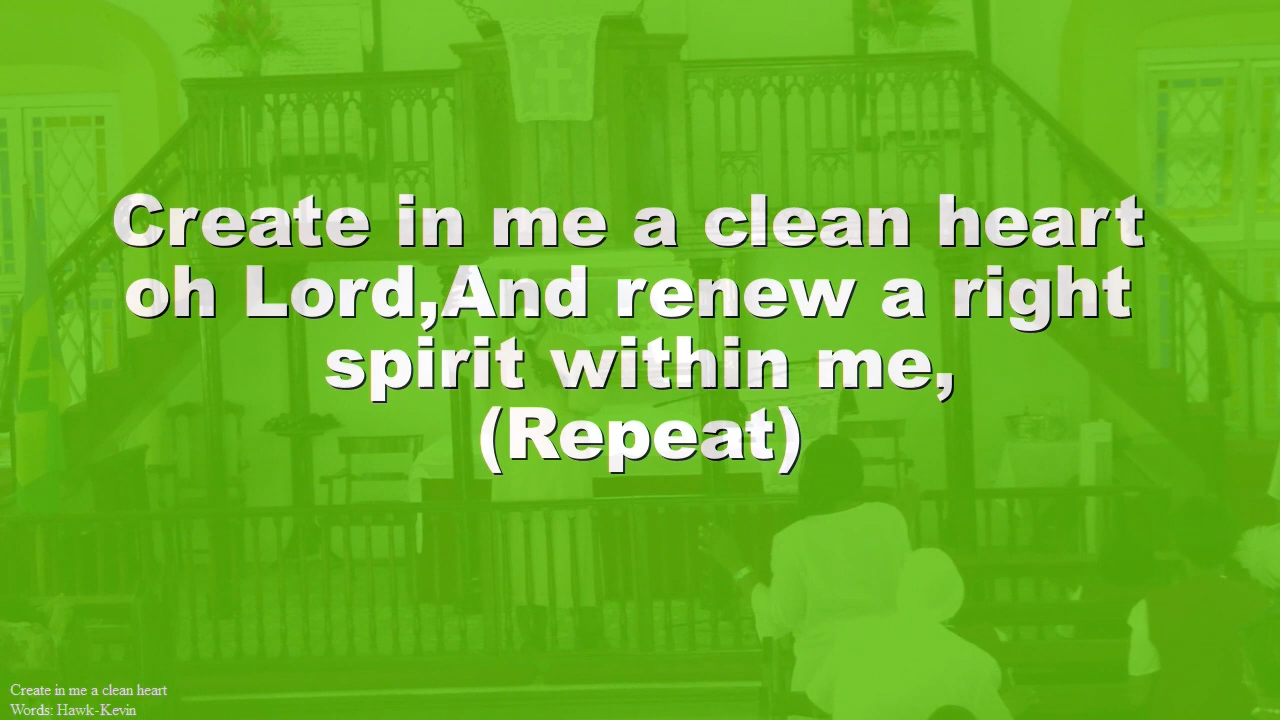 Create in me a clean heart
oh Lord,And renew a right
spirit within me,
(Repeat)
Create in me a clean heart
Words: Hawk-Kevin